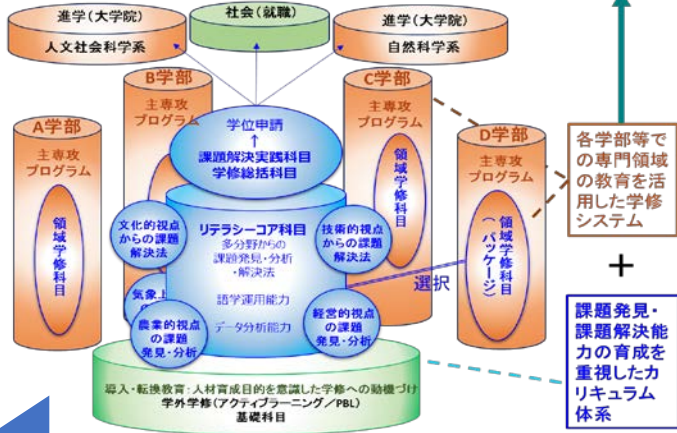 進学(大学院)
人文社会科学系
社会(就職)
進学(大学院)
自然科学系
B学部
主専攻
プログラム
C学部
主専攻
プログラム
領域学修科目
A学部
主専攻
プログラム
領域学修科目
D学部
主専攻
プログラム
領域学修科目
(パッケージ)
学位申請
↑
課題解決実践科目
学修総括科目
リテラシーコア科目
多分野からの
課題発見・分析
・解決法
語学運用能力
データ分析能力
文化的視点
からの課題
解決法
技術的視点
からの課題
解決法
気象
農業的視点
の課題
発見・分析
経営的視点
の課題
発見・分析
選択
導入・転換教育:人材育成目的を意識した学修への動機づけ
学外学修(アクティブラーニング/PBL)
基礎科目
各学部等で
の専門領域
の教育を活
用した学修
システム
+
課題発見・
課題解決能
力の育成を
重視したカ
リキュラム
体系